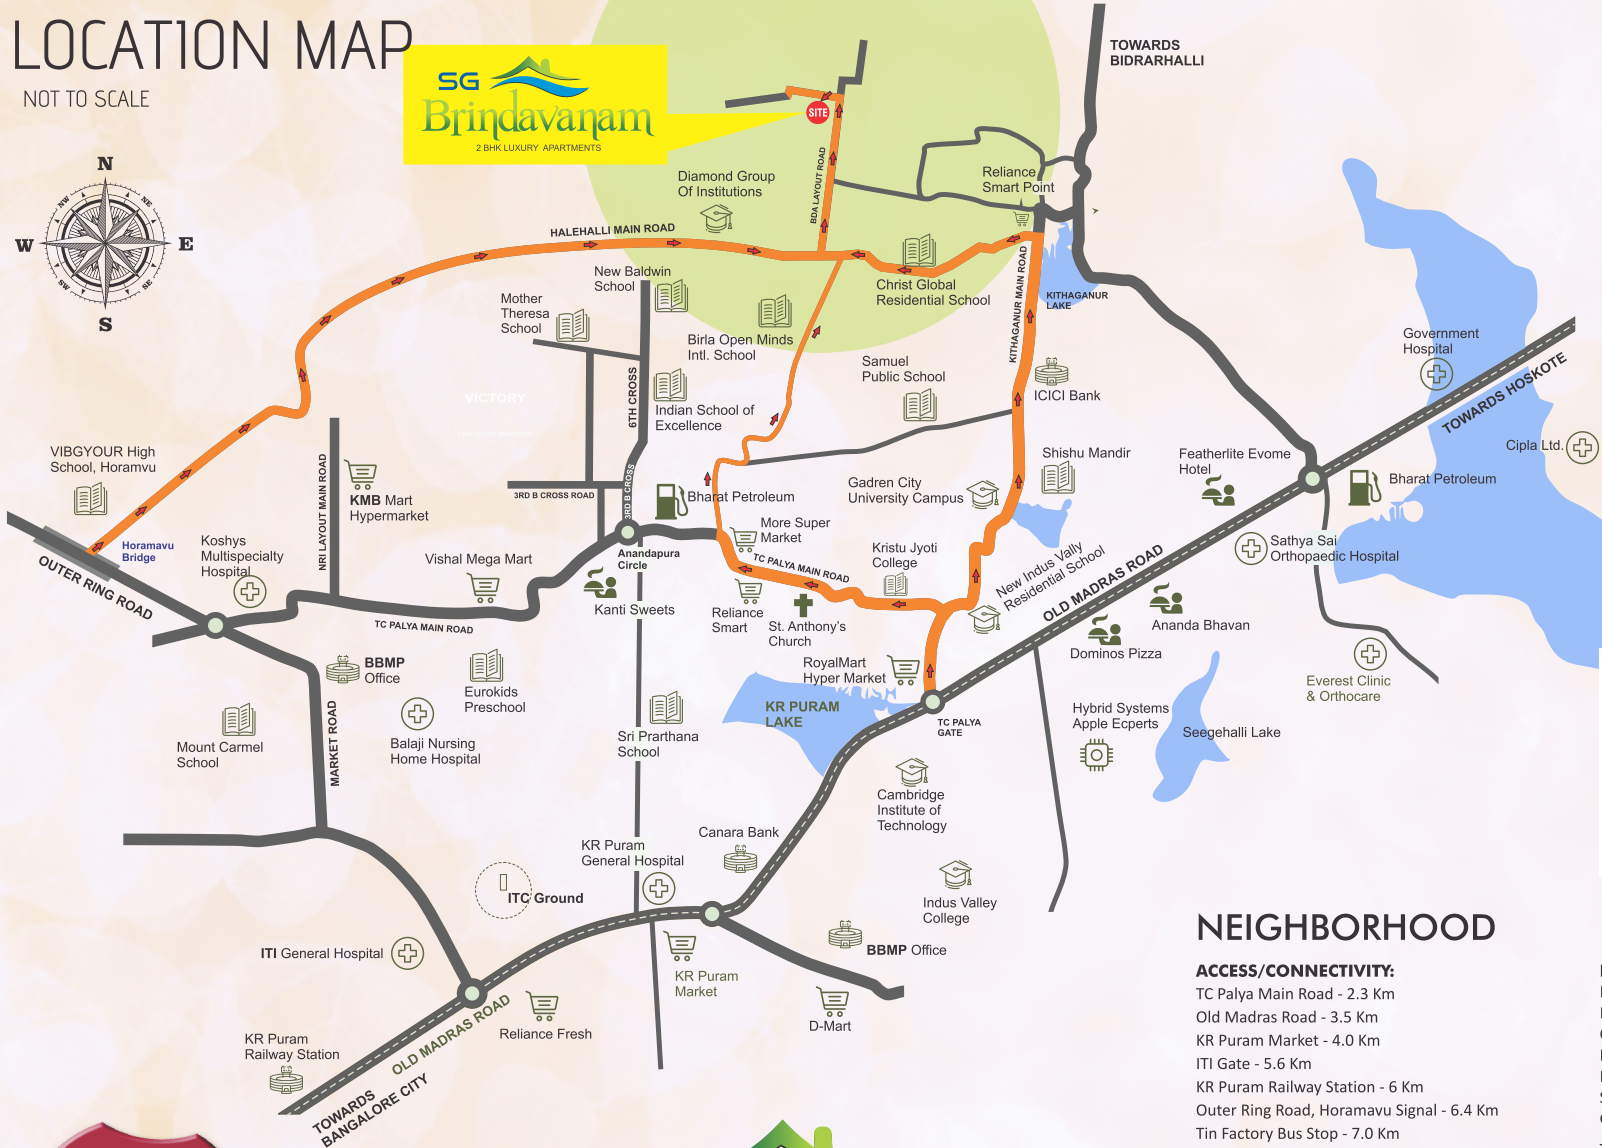 LOCATION MAP
NOT TO SCALE
SG
Brindavanam
2 BHK LUXURY APARTMENTS
SITE
TOWARDS
BIDRARHALLI
N
NW
NE
W
E
SW
SE
S
Diamond Group
Of Institutions
BDA LAYOUT ROAD
Reliance
Smart Point
HALEHALLI MAIN ROAD
New Baldwin
School
Mother
Theresa
School
Christ Global
Residential School
KITHAGANUR MAIN ROAD
KITHAGANUR
LAKE
Birla Open Minds
Intl. School
Samuel
Public School
Government
Hospital
6TH CROSS
Indian School of
Excellence
VICTORY
ICICI Bank
TOWARDS HOSKOTE
Cipla Ltd.
VIBGYOUR High
School, Horamvu
NRI LAYOUT MAIN ROAD
KMB Mart
Hypermarket
3RD B CROSS ROAD
3RD B CROSS
Bharat Petroleum
Gadren City
University Campus
Shishu Mandir
Featherlite Evome
Hotel
Bharat Petroleum
More Super
Market
Horamavu
Bridge
Koshys
Multispecialty
Hospital
Vishal Mega Mart
Anandapura
Circle
TC PALYA MAIN ROAD
Kristu Jyoti
College
New Indus Vally
Residential School
OLD MADRAS ROAD
Sathya Sai
Orthopaedic Hospital
OUTER RING ROAD
Kanti Sweets
Reliance
Smart
St. Anthony's
Church
TC PALYA MAIN ROAD
Ananda Bhavan
Dominos Pizza
BBMP
Office
Eurokids
Preschool
RoyalMart
Hyper Market
Everest Clinic
& Orthocare
KR PURAM
LAKE
TC PALYA
GATE
Hybrid Systems
Apple Ecperts
Seegehalli Lake
Mount Carmel
School
MARKET ROAD
Balaji Nursing
Home Hospital
Sri Prarthana
School
Cambridge
Institute of
Technology
Canara Bank
KR Puram
General Hospital
ITC Ground
Indus Valley
College
ITI General Hospital
BBMP Office
KR Puram
Market
D-Mart
Reliance Fresh
OLD MADRAS ROAD
KR Puram
Railway Station
TOWARDS
BANGALORE CITY
NEIGHBORHOOD
ACCESS/CONNECTIVITY:
TC Palya Main Road - 2.3 Km
Old Madras Road - 3.5 Km
KR Puram Market - 4.0 Km
ITI Gate - 5.6 Km
KR Puram Railway Station - 6 Km
Outer Ring Road, Horamavu Signal - 6.4 Km
Tin Factory Bus Stop - 7.0 Km